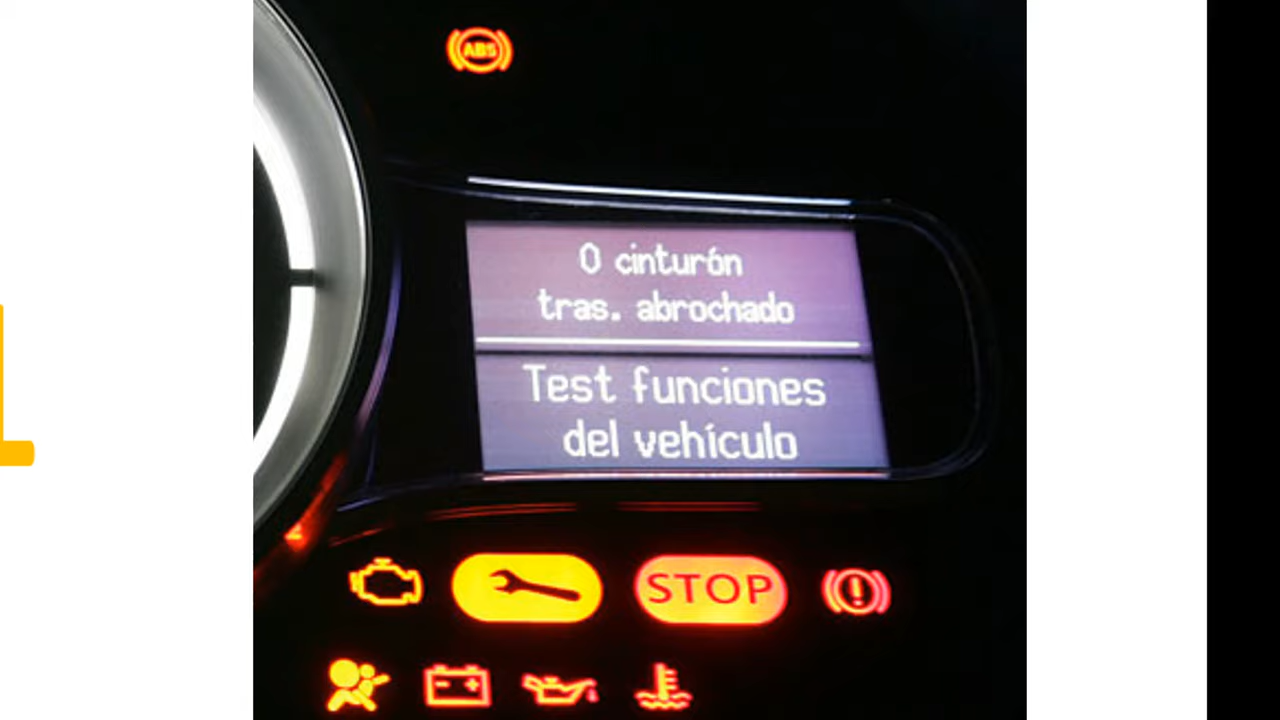 ABS
0 cinturón
tras. abrochado
Test funciones
del vehículo
STOP